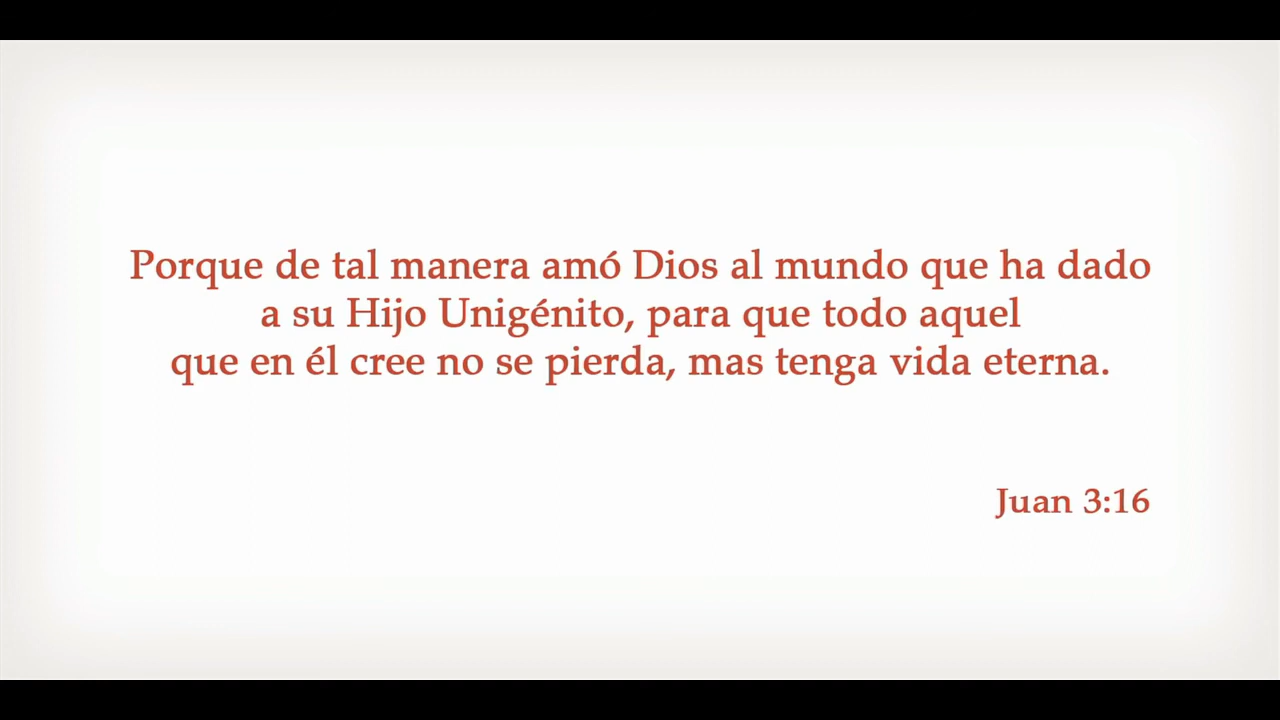 Porque de tal manera amó Dios al mundo que ha dado
a su Hijo Unigénito, para que todo aquel
que en él cree no se pierda, mas tenga vida eterna.
Juan 3:16